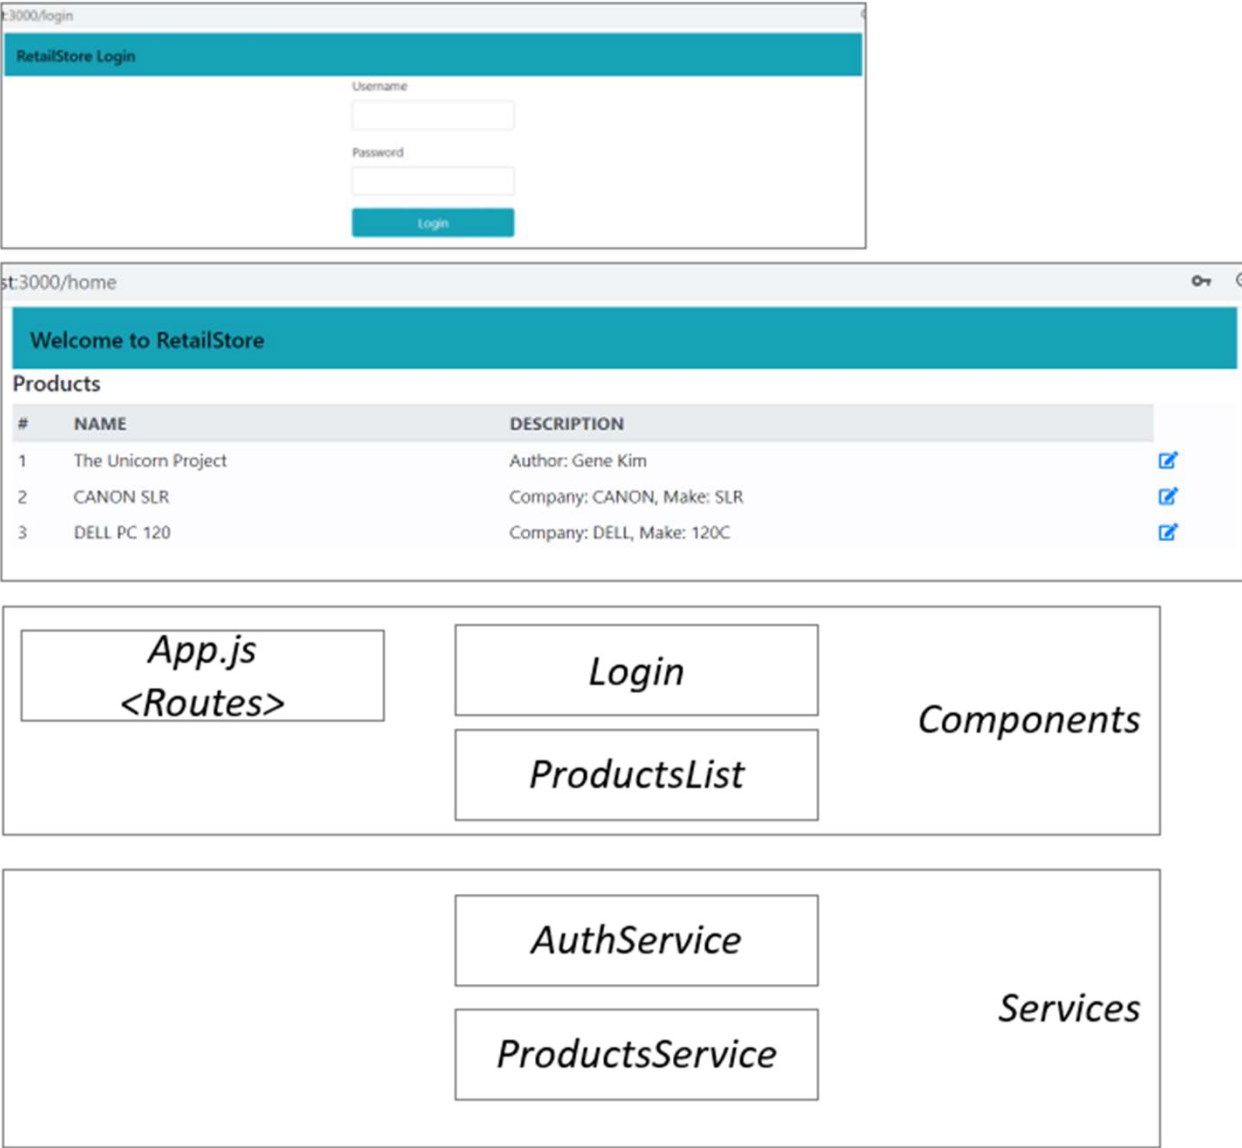 t:3000/login
RetailStore Login
Username
Password
Login
st:3000/home
Welcome to RetailStore
Products
# NAME DESCRIPTION
1 The Unicorn Project Author: Gene Kim
2 CANON SLR Company: CANON, Make: SLR
3 DELL PC 120 Company: DELL, Make: 120C
App.js
<Routes>
Login
ProductsList
Components
AuthService
ProductsService
Services